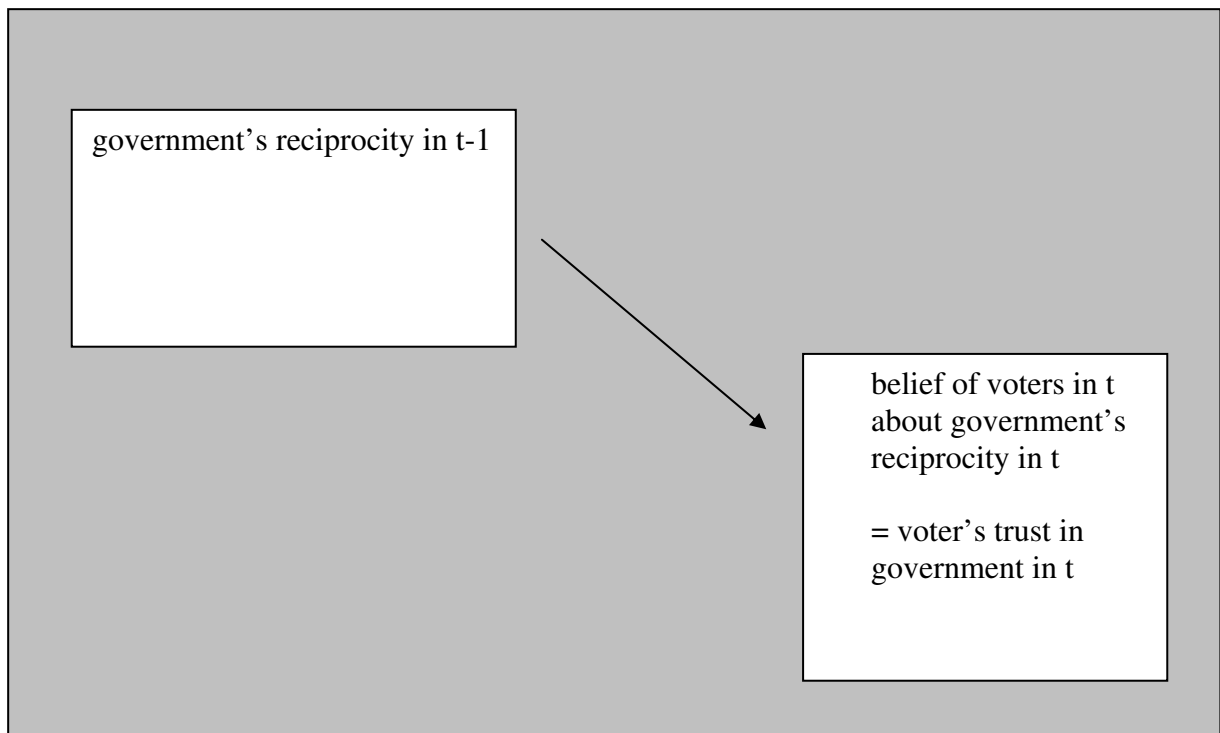 government’s reciprocity in t-1
belief of voters in t
about government’s
reciprocity in t
= voter’s trust in
government in t